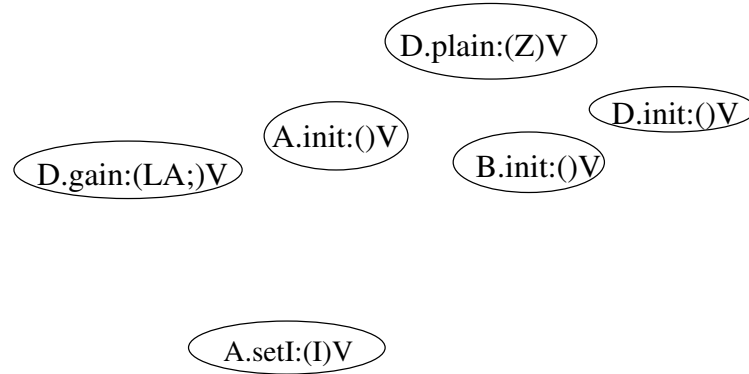 D.plain:(Z)V
D.init:()V
A.init:()V
B.init:()V
D.gain:(LA;)V
A.setI:(I)V